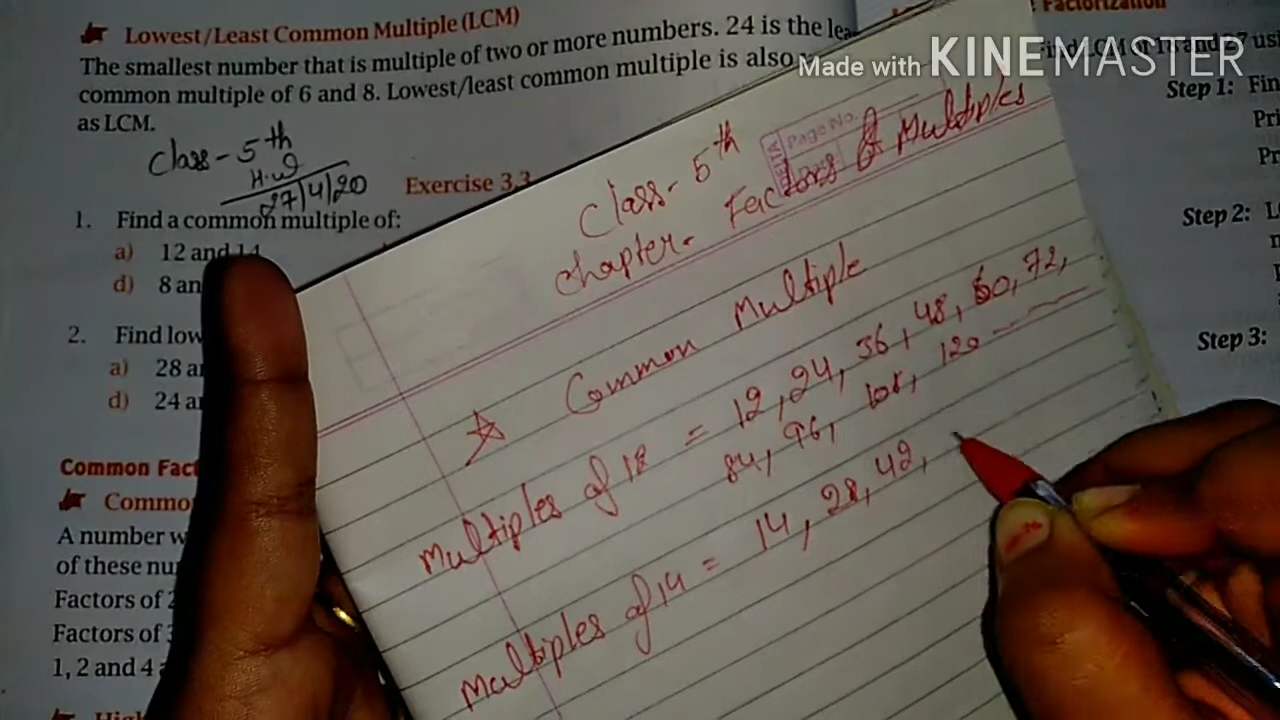 Lowest/Least Common Multiple (LCM)
The smallest number that is multiple of two or more numbers. 24 is the
common multiple of 6 and 8. Lowest/least common multiple is also
as LCM.
Class - 5th
H.W
27/4/20
Exercise 3.3
1. Find a common multiple of:
a) 12 and 14
d) 8
2. Find
a) 28
d) 24
Common
Common
A number
of these
Factors of
Factors of
1, 2 and 4
Made with KINEMASTER
Factorization
Step 1:
Step 2:
Step 3:
Page No.
Class - 5th
Chapter - Factors & Multiples
Common Multiple
Multiples of 12 = 12, 24, 36, 48, 60, 72,
84, 96, 108, 120
Multiples of 14 = 14, 28, 42,